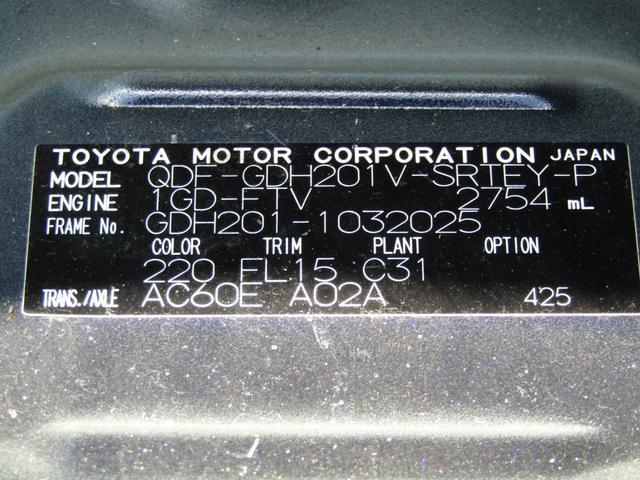 TOYOTA MOTOR CORPORATION JAPAN
MODEL QDF-GDH201V-SRTEY-P
ENGINE 1GD-FTV 2754 mL
FRAME No. GDH201-1032025
COLOR TRIM PLANT OPTION
220 FL15 C31
TRANS./AXLE AC60E A02A 425